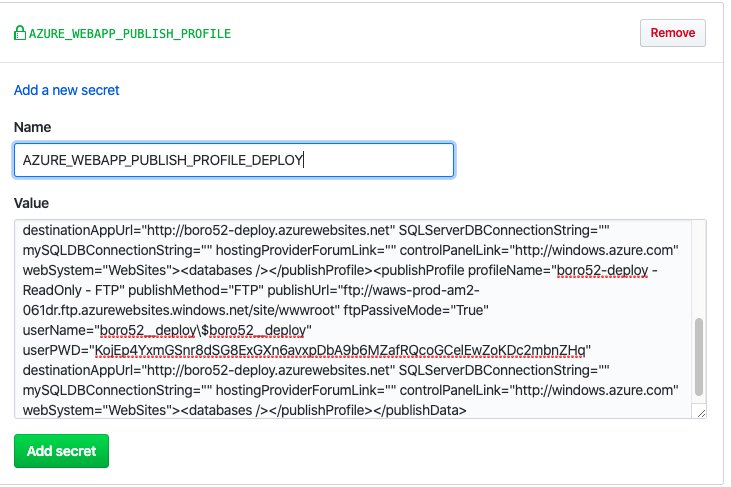 AZURE_WEBAPP_PUBLISH_PROFILE
Remove
Add a new secret
Name
AZURE_WEBAPP_PUBLISH_PROFILE_DEPLOY
Value
destinationAppUrl="http://boro52-deploy.azurewebsites.net" SQLServerDBConnectionString=""
mySQLDBConnectionString="" hostingProviderForumLink="" controlPanelLink="http://windows.azure.com"
webSystem="WebSites"><databases /></publishProfile><publishProfile profileName="boro52-deploy -
ReadOnly - FTP" publishMethod="FTP" publishUrl="ftp://waws-prod-am2-
061dr.ftp.azurewebsites.windows.net/site/wwwroot" ftpPassiveMode="True"
userName="boro52__deploy\$boro52__deploy"
userPWD="KojEp4YxmGSnr8dSG8ExGXn6avxpDbA9b6MZafRQcoGCelEwZoKDc2mbnZHq"
destinationAppUrl="http://boro52-deploy.azurewebsites.net" SQLServerDBConnectionString=""
mySQLDBConnectionString="" hostingProviderForumLink="" controlPanelLink="http://windows.azure.com"
webSystem="WebSites"><databases /></publishProfile></publishData>
Add secret